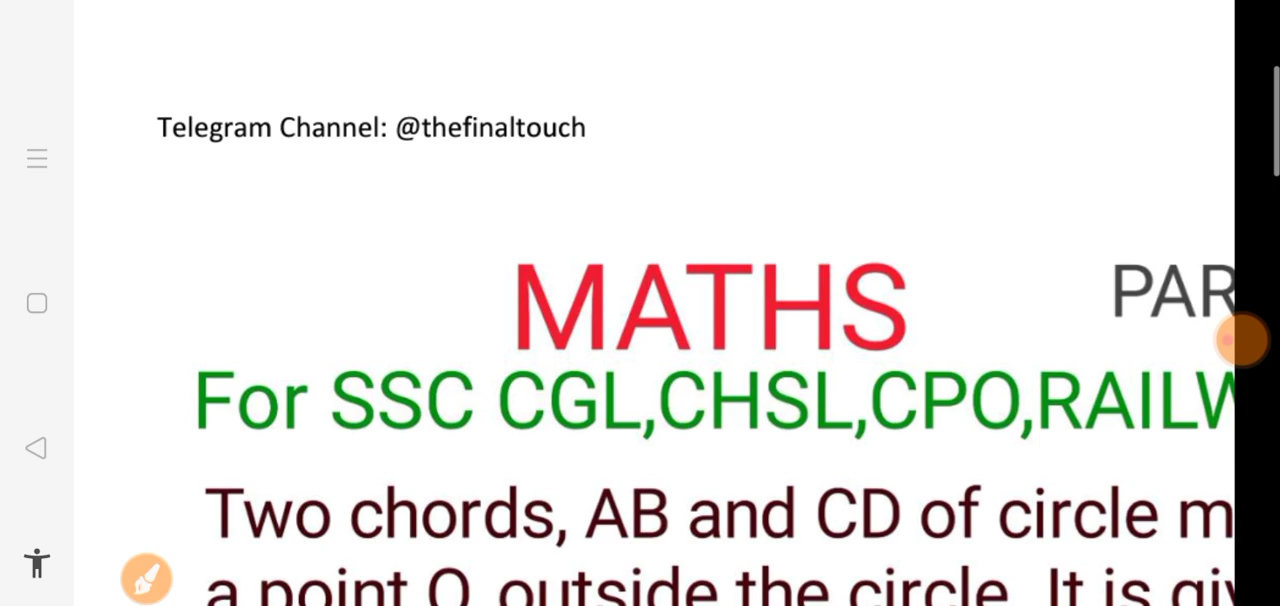 Telegram Channel: @thefinaltouch
MATHS PAR
For SSC CGL,CHSL,CPO,RAILW
Two chords, AB and CD of circle m
a point O, outside the circle. It is giv